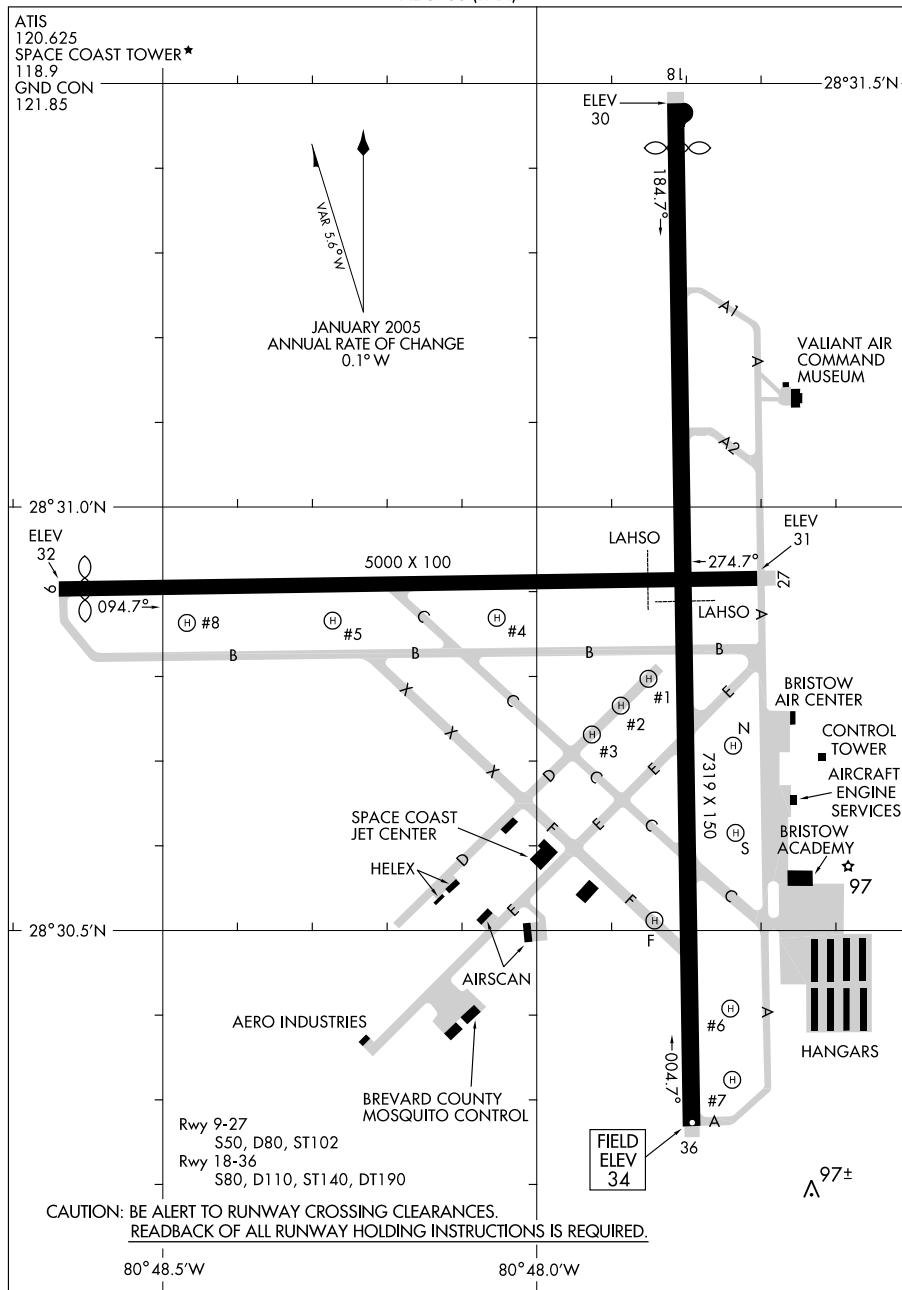 ATIS
120.625
SPACE COAST TOWER★
118.9
GND CON
121.85
18
28°31.5'N
ELEV
30
184.7°
VAR 5.6° W
JANUARY 2005
ANNUAL RATE OF CHANGE
0.1° W
A1
A
VALIANT AIR
COMMAND
MUSEUM
A2
28°31.0'N
ELEV
32
LAHSO
ELEV
31
5000 X 100
274.7°
9
27
094.7°
LAHSO
A
H #8
H #5
C
H #4
B
B
B
B
X
H #1
E
BRISTOW
AIR CENTER
C
H #2
X
H #3
N
H
CONTROL
TOWER
X
D
C
E
7319 X 150
AIRCRAFT
ENGINE
SERVICES
SPACE COAST
JET CENTER
F
E
C
H
S
BRISTOW
ACADEMY
HELEX
D
97
E
F
C
H
F
28°30.5'N
AIRSCAN
AERO INDUSTRIES
H
#6
A
HANGARS
004.7°
H
#7
BREVARD COUNTY
MOSQUITO CONTROL
A
Rwy 9-27
S50, D80, ST102
Rwy 18-36
S80, D110, ST140, DT190
FIELD
ELEV
34
36
97±
CAUTION: BE ALERT TO RUNWAY CROSSING CLEARANCES.
READBACK OF ALL RUNWAY HOLDING INSTRUCTIONS IS REQUIRED.
80°48.5'W
80°48.0'W